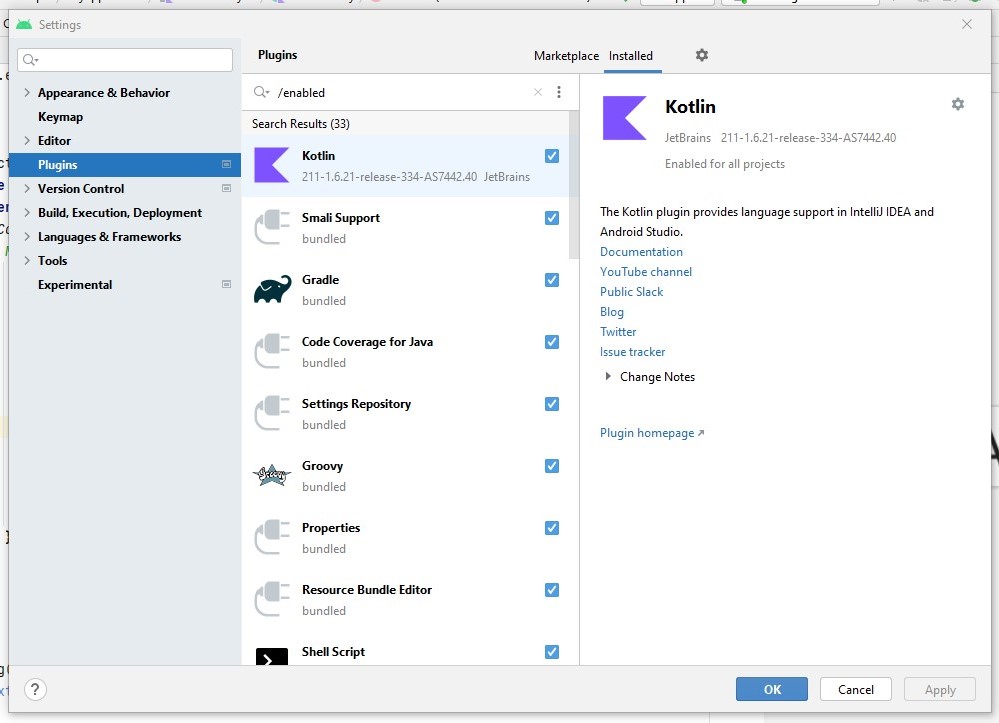 Settings
Appearance & Behavior
Keymap
Editor
Plugins
Version Control
Build, Execution, Deployment
Languages & Frameworks
Tools
Experimental
Plugins
Marketplace
Installed
/enabled
Search Results (33)
Kotlin
211-1.6.21-release-334-AS7442.40 JetBrains
Smali Support
bundled
Gradle
bundled
Code Coverage for Java
bundled
Settings Repository
bundled
Groovy
bundled
Properties
bundled
Resource Bundle Editor
bundled
Shell Script
Kotlin
JetBrains 211-1.6.21-release-334-AS7442.40
Enabled for all projects
The Kotlin plugin provides language support in IntelliJ IDEA and
Android Studio.
Documentation
YouTube channel
Public Slack
Blog
Twitter
Issue tracker
Change Notes
Plugin homepage
?
OK
Cancel
Apply